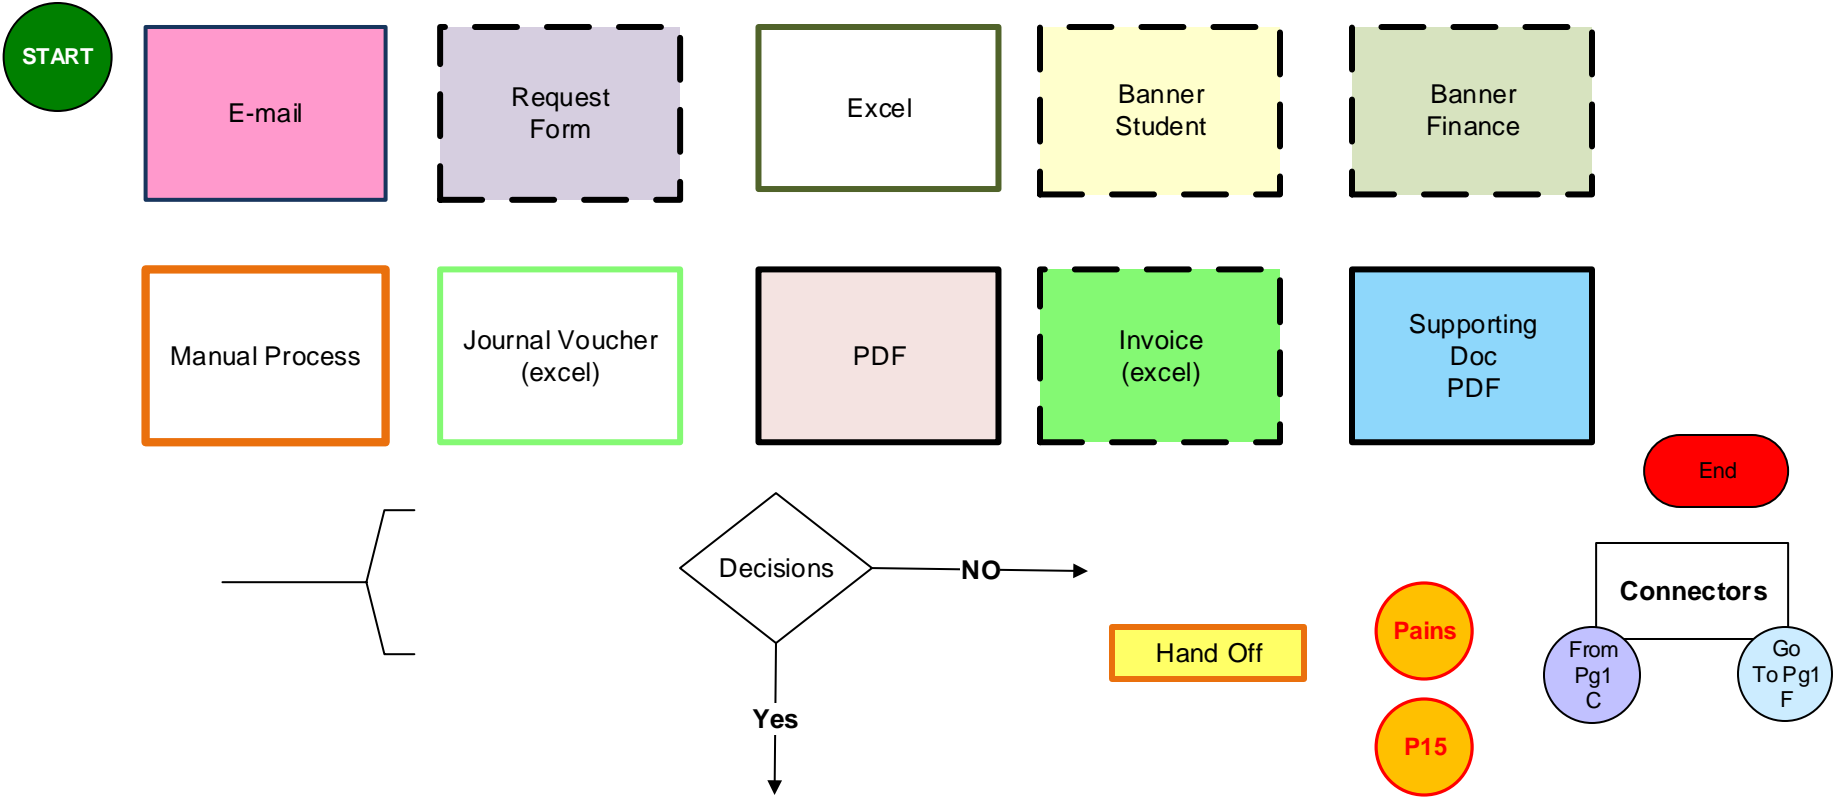 START
E-mail
Request
Form
Excel
Banner
Student
Banner
Finance
Manual Process
Journal Voucher
(excel)
PDF
Invoice
(excel)
Supporting
Doc
PDF
End
Decisions
NO
Yes
Hand Off
Pains
P15
Connectors
From
Pg1
C
Go
To Pg1
F